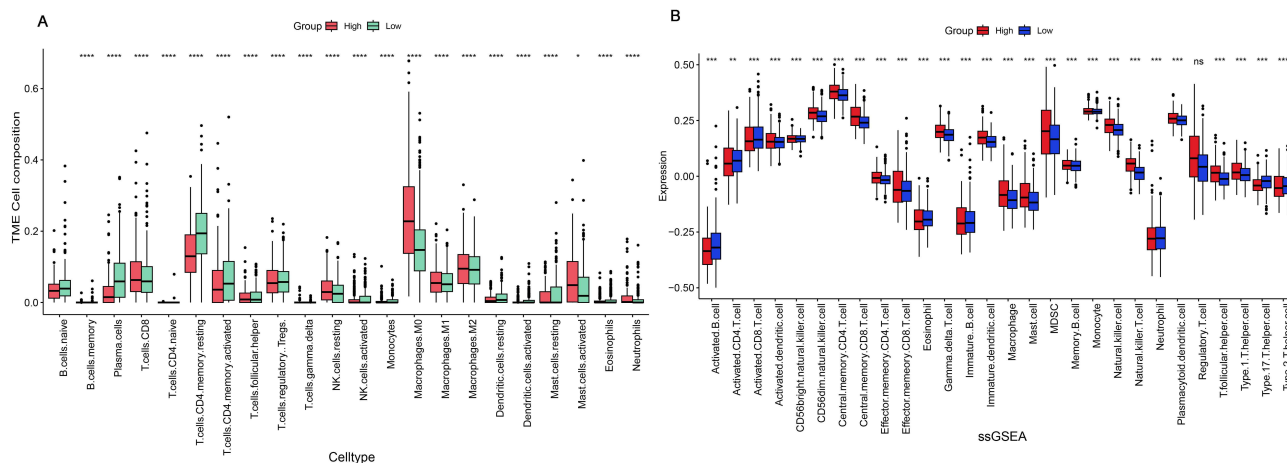 A
Group High Low
TME Cell composition
0.6
0.4
0.2
0.0
**** **** **** **** **** **** **** **** **** **** **** **** **** **** **** **** **** **** **** * **** ****
B.cells.naive
B.cells.memory
Plasma.cells
T.cells.CD8
T.cells.CD4.naive
T.cells.CD4.memory.resting
T.cells.CD4.memory.activated
T.cells.follicular.helper
T.cells.regulatory..Tregs.
T.cells.gamma.delta
NK.cells.resting
NK.cells.activated
Monocytes
Macrophages.M0
Macrophages.M1
Macrophages.M2
Dendritic.cells.resting
Dendritic.cells.activated
Mast.cells.resting
Mast.cells.activated
Eosinophils
Neutrophils
Celltype
B
Group High Low
Expression
0.50
0.25
0.00
-0.25
-0.50
*** ** *** *** *** *** *** *** *** *** *** *** *** *** *** *** *** *** *** *** *** *** *** ns *** *** *** ***
Activated.B.cell
Activated.CD4.T.cell
Activated.CD8.T.cell
Activated.dendritic.cell
CD56bright.natural.killer.cell
CD56dim.natural.killer.cell
Central.memory.CD4.T.cell
Central.memory.CD8.T.cell
Effector.memeory.CD4.T.cell
Effector.memeory.CD8.T.cell
Eosinophil
Gamma.delta.T.cell
Immature..B.cell
Immature.dendritic.cell
Macrophage
Mast.cell
MDSC
Memory.B.cell
Monocyte
Natural.killer.cell
Natural.killer.T.cell
Neutrophil
Plasmacytoid.dendritic.cell
Regulatory.T.cell
T.follicular.helper.cell
Type.1.T.helper.cell
Type.17.T.helper.cell
Type.2.T.helper.cell
ssGSEA